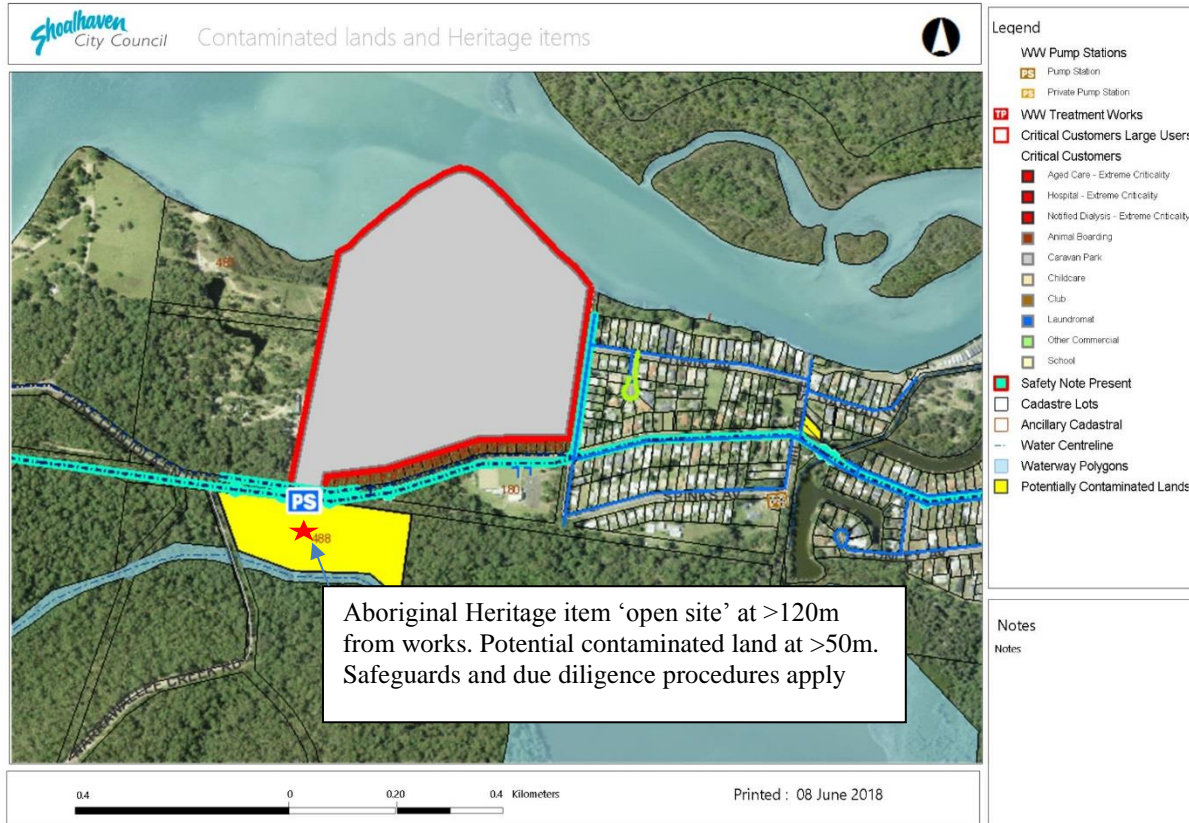 Shoalhaven
City Council
Contaminated lands and Heritage items
Legend
WW Pump Stations
PS Pump Station
PS Private Pump Station
TP WW Treatment Works
Critical Customers Large Users
Critical Customers
Aged Care - Extreme Criticality
Hospital - Extreme Criticality
Notified Dialysis - Extreme Criticality
Animal Boarding
Caravan Park
Childcare
Club
Laundromat
Other Commercial
School
Safety Note Present
Cadastre Lots
Ancillary Cadastral
Water Centreline
Waterway Polygons
Potentially Contaminated Lands
180
PS
488
Aboriginal Heritage item ‘open site’ at >120m
from works. Potential contaminated land at >50m.
Safeguards and due diligence procedures apply
Notes
Notes
0.4 0 0.20 0.4 Kilometers
Printed : 08 June 2018